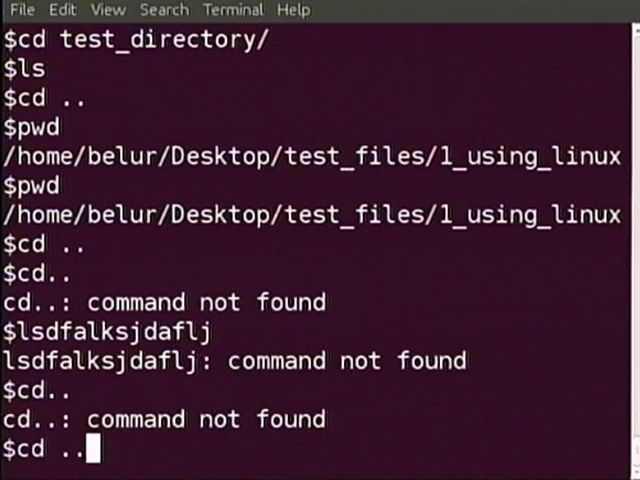 File Edit View Search Terminal Help
$cd test_directory/
$ls
$cd ..
$pwd
/home/belur/Desktop/test_files/1_using_linux
$pwd
/home/belur/Desktop/test_files/1_using_linux
$cd ..
$cd..
cd..: command not found
$lsdfalksjdaflj
lsdfalksjdaflj: command not found
$cd..
cd..: command not found
$cd ..